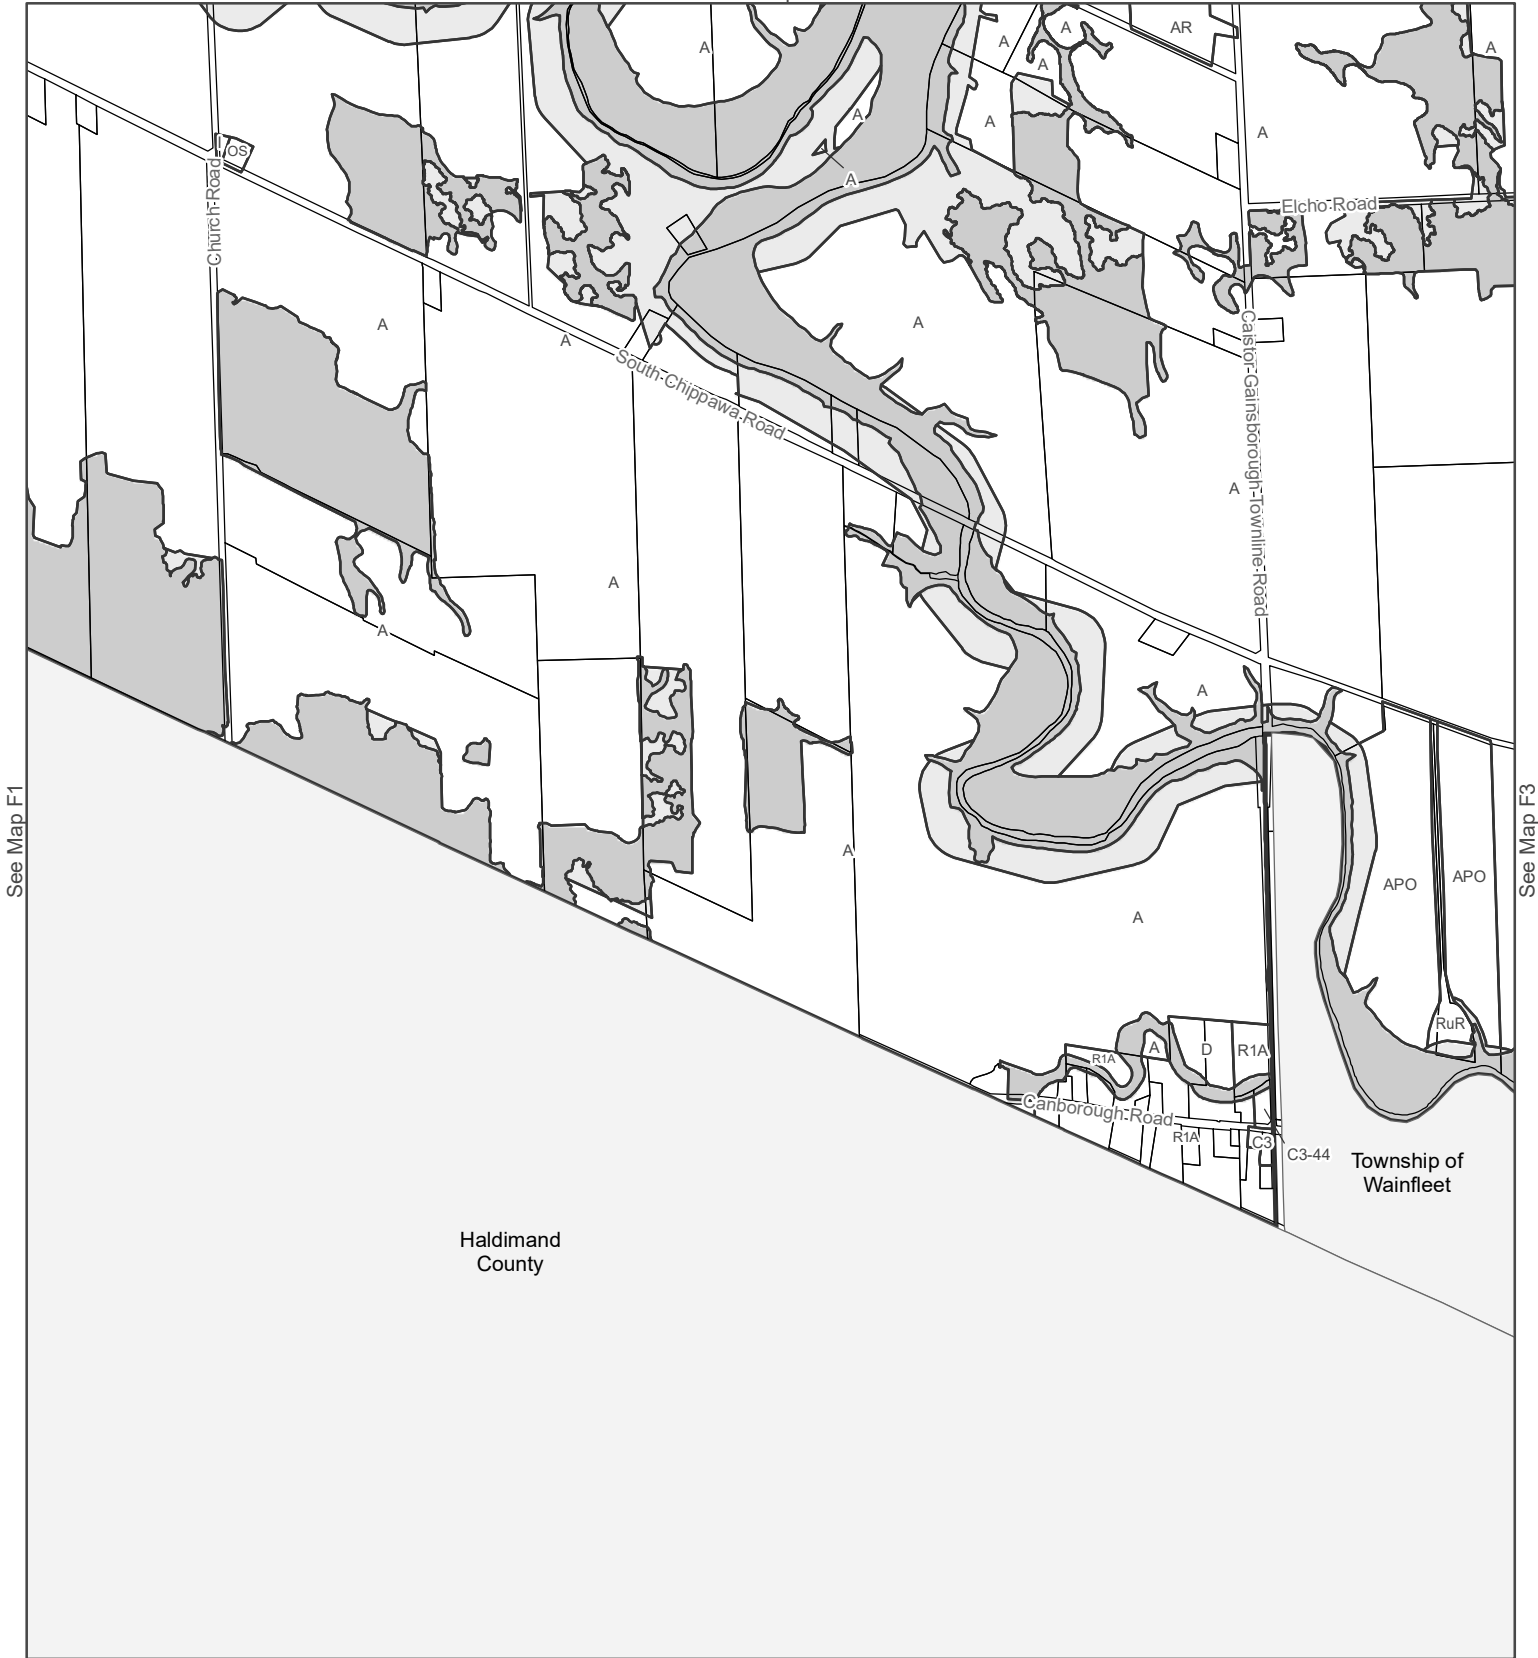 A
A
A
AR
A
A
A
A
A
OS
A
Church Road
Elcho Road
A
A
A
South Chippawa Road
Caistor-Gainsborough Townline Road
A
A
A
A
See Map F1
See Map F3
A
APO
APO
A
RuR
R1A
A
D
R1A
Canborough Road
R1A
C3
C3-44
Township of
Wainfleet
Haldimand
County